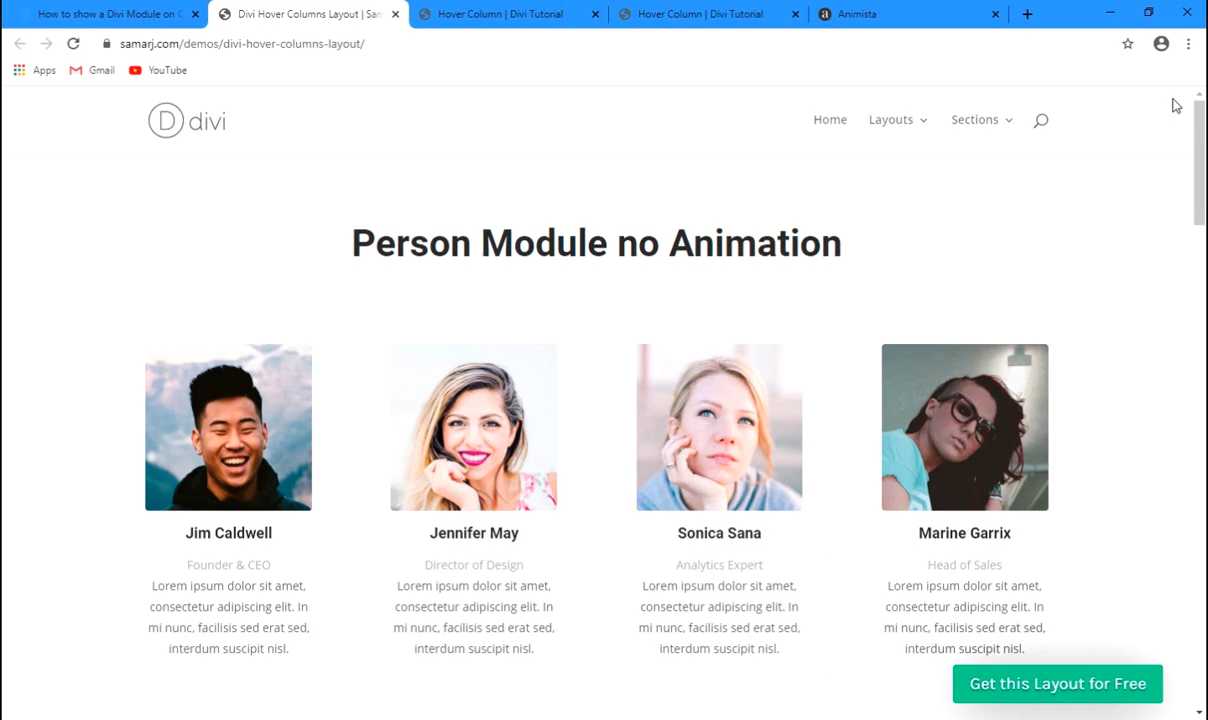 How to show a Divi Module on C
Divi Hover Columns Layout | Sam
Hover Column | Divi Tutorial
Hover Column | Divi Tutorial
Animista
samarj.com/demos/divi-hover-columns-layout/
Apps
Gmail
YouTube
D divi
Home
Layouts
Sections
Person Module no Animation
Jim Caldwell
Founder & CEO
Lorem ipsum dolor sit amet,
consectetur adipiscing elit. In
mi nunc, facilisis sed erat sed,
interdum suscipit nisl.
Jennifer May
Director of Design
Lorem ipsum dolor sit amet,
consectetur adipiscing elit. In
mi nunc, facilisis sed erat sed,
interdum suscipit nisl.
Sonica Sana
Analytics Expert
Lorem ipsum dolor sit amet,
consectetur adipiscing elit. In
mi nunc, facilisis sed erat sed,
interdum suscipit nisl.
Marine Garrix
Head of Sales
Lorem ipsum dolor sit amet,
consectetur adipiscing elit. In
mi nunc, facilisis sed erat sed,
interdum suscipit nisl.
Get this Layout for Free